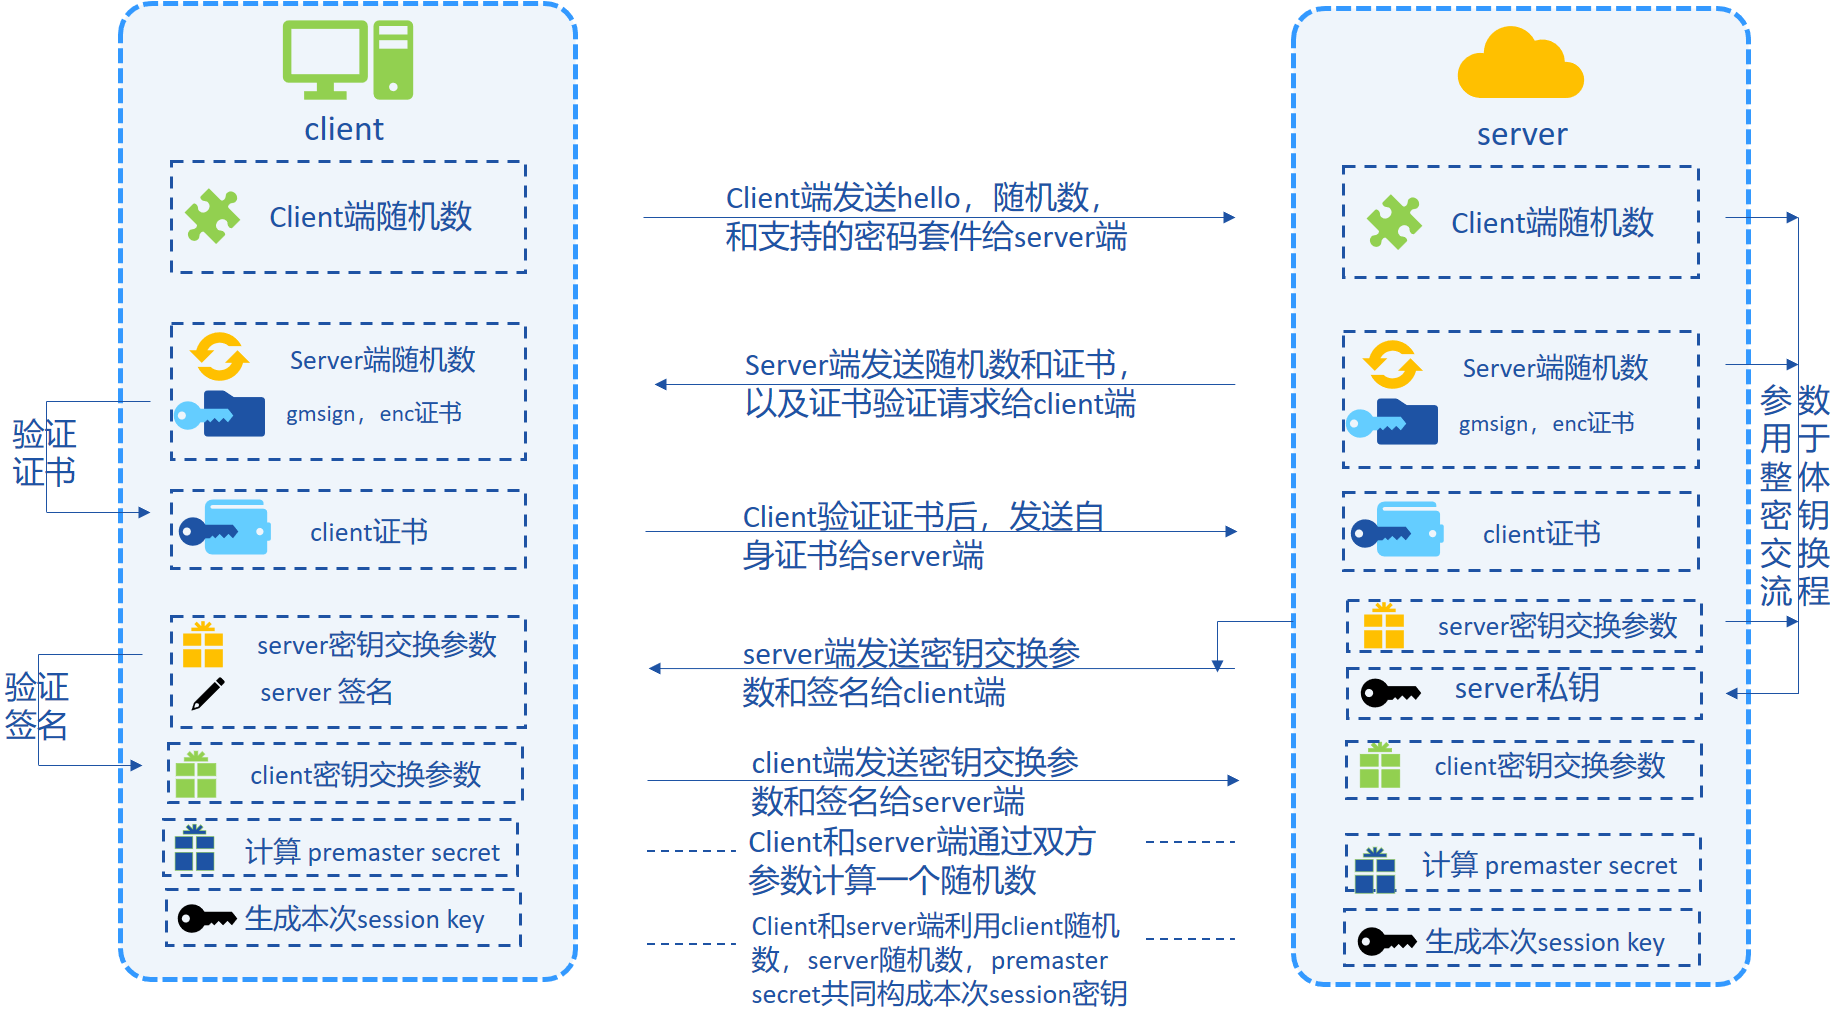 client
Client端随机数
Server端随机数
gmsign，enc证书
验证
证书
client证书
server密钥交换参数
server 签名
验证
签名
client密钥交换参数
计算 premaster secret
生成本次session key
Client端发送hello，随机数，
和支持的密码套件给server端
Server端发送随机数和证书，
以及证书验证请求给client端
Client验证证书后，发送自
身证书给server端
server端发送密钥交换参
数和签名给client端
client端发送密钥交换参
数和签名给server端
Client和server端通过双方
参数计算一个随机数
Client和server端利用client随机
数，server随机数，premaster
secret共同构成本次session密钥
server
Client端随机数
Server端随机数
gmsign，enc证书
client证书
server密钥交换参数
server私钥
client密钥交换参数
计算 premaster secret
生成本次session key
参数
用于
整体
密钥
交换
流程